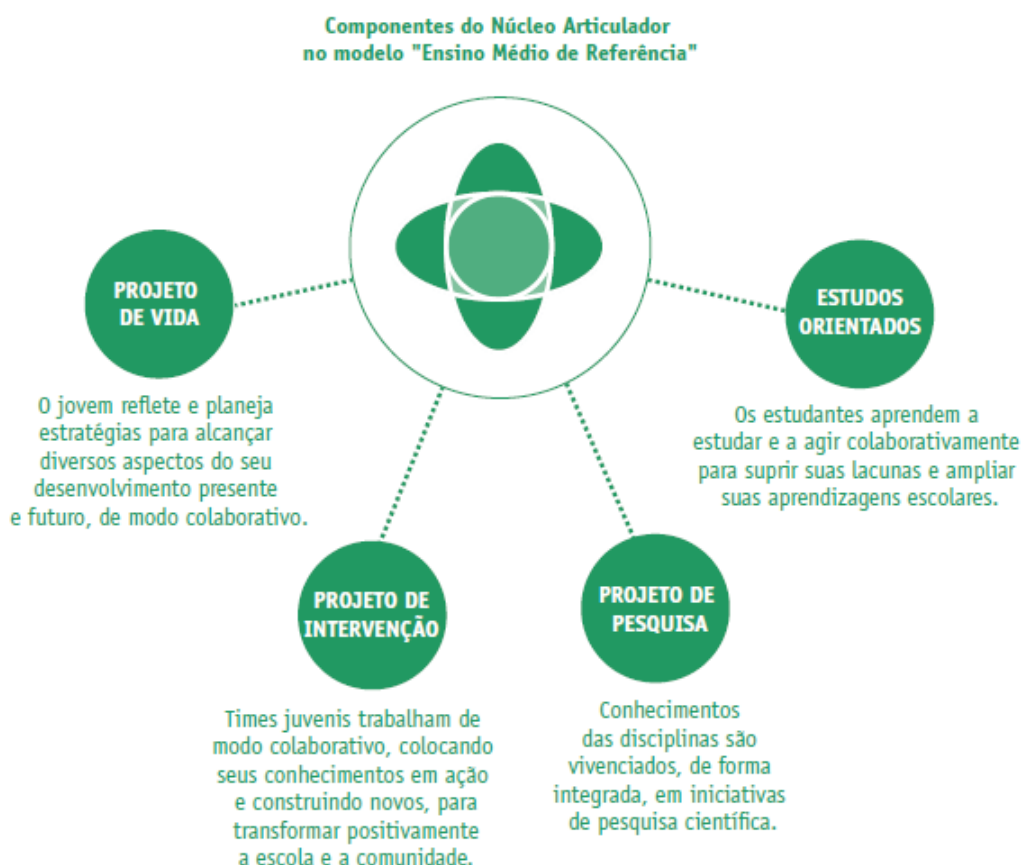 Componentes do Núcleo Articulador
no modelo "Ensino Médio de Referência"
PROJETO
DE VIDA
O jovem reflete e planeja
estratégias para alcançar
diversos aspectos do seu
desenvolvimento presente
e futuro, de modo colaborativo.
PROJETO DE
INTERVENÇÃO
Times juvenis trabalham de
modo colaborativo, colocando
seus conhecimentos em ação
e construindo novos, para
transformar positivamente
a escola e a comunidade.
PROJETO DE
PESQUISA
Conhecimentos
das disciplinas são
vivenciados, de forma
integrada, em iniciativas
de pesquisa científica.
ESTUDOS
ORIENTADOS
Os estudantes aprendem a
estudar e a agir colaborativamente
para suprir suas lacunas e ampliar
suas aprendizagens escolares.